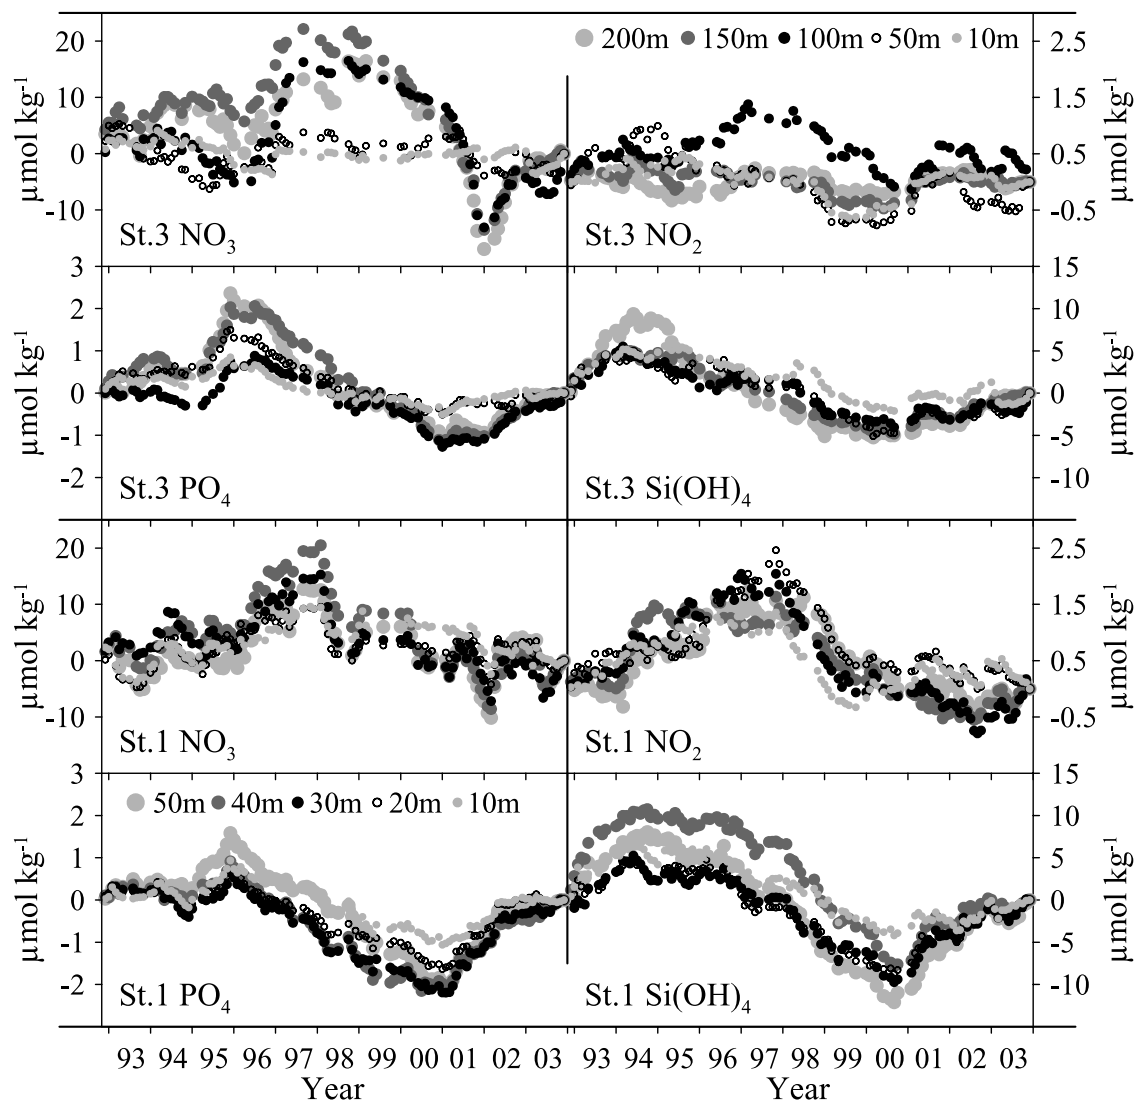 20
10
0
-10
μmol kg⁻¹
St.3 NO₃
200m 150m 100m 50m 10m
2.5
1.5
0.5
-0.5
μmol kg⁻¹
St.3 NO₂
3
2
1
0
-1
-2
μmol kg⁻¹
St.3 PO₄
15
10
5
0
-5
-10
μmol kg⁻¹
St.3 Si(OH)₄
20
10
0
-10
μmol kg⁻¹
St.1 NO₃
2.5
1.5
0.5
-0.5
μmol kg⁻¹
St.1 NO₂
3
2
1
0
-1
-2
μmol kg⁻¹
50m 40m 30m 20m 10m
St.1 PO₄
15
10
5
0
-5
-10
μmol kg⁻¹
St.1 Si(OH)₄
93 94 95 96 97 98 99 00 01 02 03
Year
93 94 95 96 97 98 99 00 01 02 03
Year